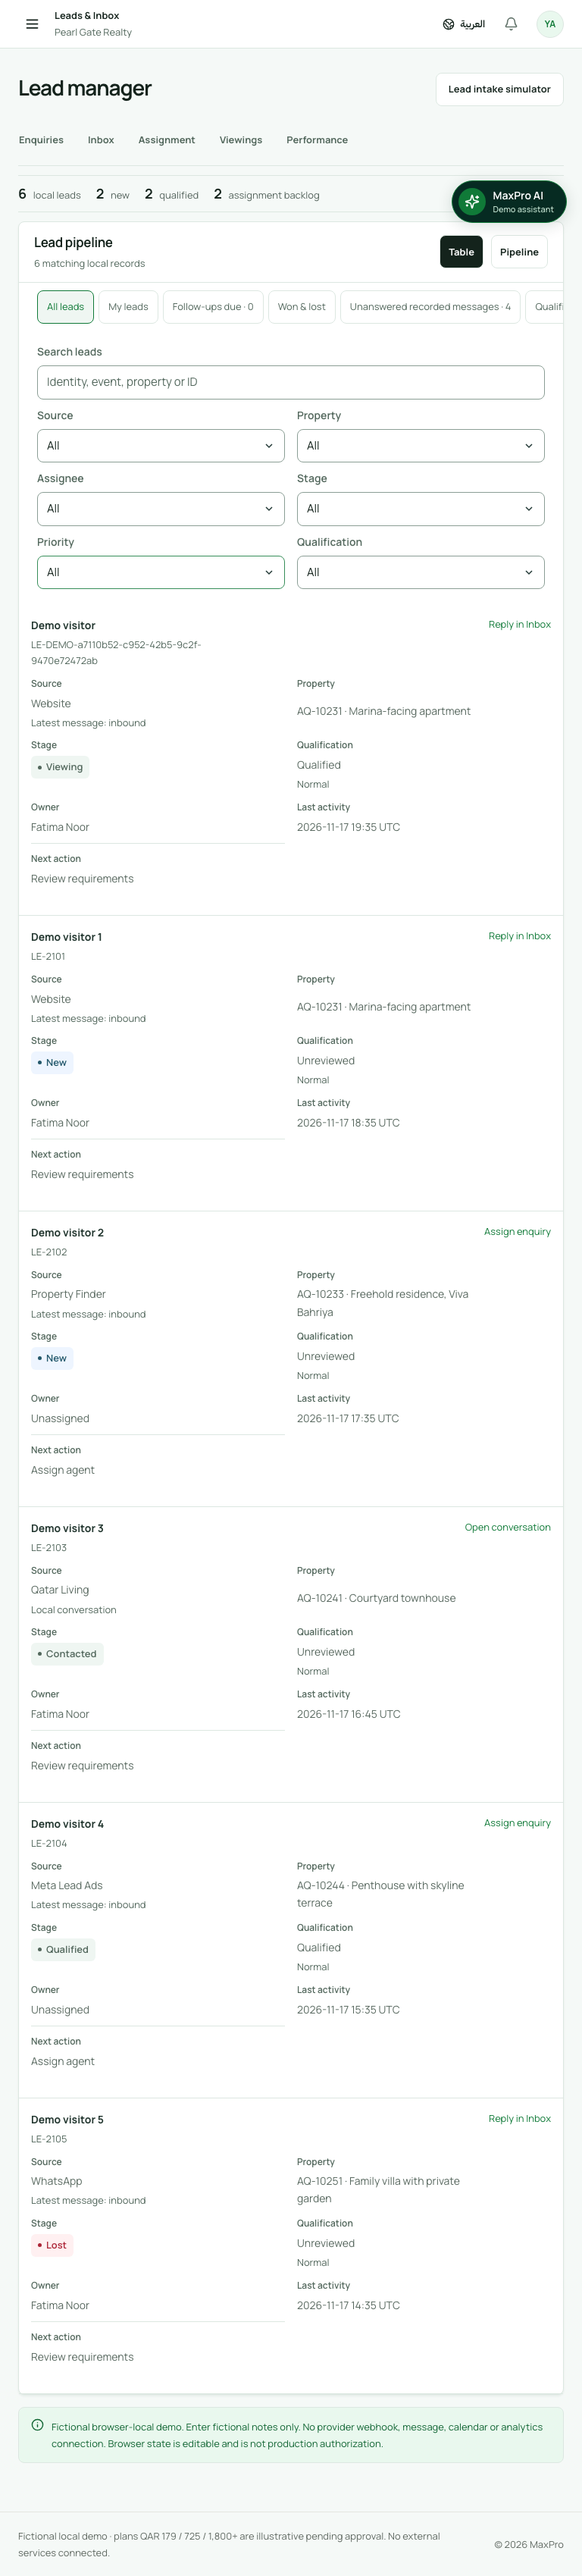 Leads & Inbox
Pearl Gate Realty
العربية
YA
Lead manager
Lead intake simulator
Enquiries Inbox Assignment Viewings Performance
6 local leads 2 new 2 qualified 2 assignment backlog
MaxPro AI
Demo assistant
Lead pipeline
6 matching local records
Table Pipeline
All leads My leads Follow-ups due · 0 Won & lost Unanswered recorded messages · 4 Qualifi
Search leads
Identity, event, property or ID
Source Property
All All
Assignee Stage
All All
Priority Qualification
All All
Demo visitor Reply in Inbox
LE-DEMO-a7110b52-c952-42b5-9c2f-
9470e72472ab
Source Property
Website
AQ-10231 · Marina-facing apartment
Latest message: inbound
Stage Qualification
Viewing Qualified
Normal
Owner Last activity
Fatima Noor 2026-11-17 19:35 UTC
Next action
Review requirements
Demo visitor 1 Reply in Inbox
LE-2101
Source Property
Website
AQ-10231 · Marina-facing apartment
Latest message: inbound
Stage Qualification
New Unreviewed
Normal
Owner Last activity
Fatima Noor 2026-11-17 18:35 UTC
Next action
Review requirements
Demo visitor 2 Assign enquiry
LE-2102
Source Property
Property Finder AQ-10233 · Freehold residence, Viva
Latest message: inbound Bahriya
Stage Qualification
New Unreviewed
Normal
Owner Last activity
Unassigned 2026-11-17 17:35 UTC
Next action
Assign agent
Demo visitor 3 Open conversation
LE-2103
Source Property
Qatar Living
AQ-10241 · Courtyard townhouse
Local conversation
Stage Qualification
Contacted Unreviewed
Normal
Owner Last activity
Fatima Noor 2026-11-17 16:45 UTC
Next action
Review requirements
Demo visitor 4 Assign enquiry
LE-2104
Source Property
Meta Lead Ads AQ-10244 · Penthouse with skyline
Latest message: inbound terrace
Stage Qualification
Qualified Qualified
Normal
Owner Last activity
Unassigned 2026-11-17 15:35 UTC
Next action
Assign agent
Demo visitor 5 Reply in Inbox
LE-2105
Source Property
WhatsApp AQ-10251 · Family villa with private
Latest message: inbound garden
Stage Qualification
Lost Unreviewed
Normal
Owner Last activity
Fatima Noor 2026-11-17 14:35 UTC
Next action
Review requirements
Fictional browser-local demo. Enter fictional notes only. No provider webhook, message, calendar or analytics
connection. Browser state is editable and is not production authorization.
Fictional local demo · plans QAR 179 / 725 / 1,800+ are illustrative pending approval. No external
services connected.
© 2026 MaxPro